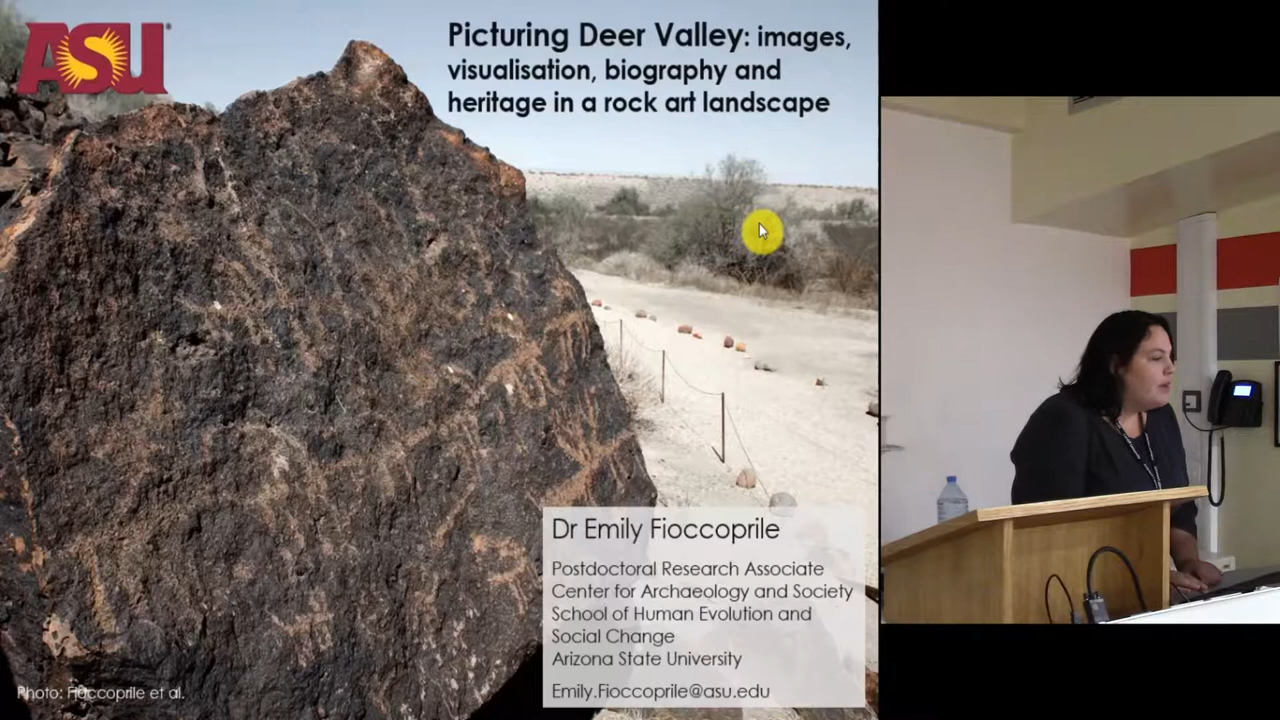 ASU
Picturing Deer Valley: images,
visualisation, biography and
heritage in a rock art landscape
Dr Emily Fioccoprile
Postdoctoral Research Associate
Center for Archaeology and Society
School of Human Evolution and
Social Change
Arizona State University
Emily.Fioccoprile@asu.edu
Photo: Fioccoprile et al.